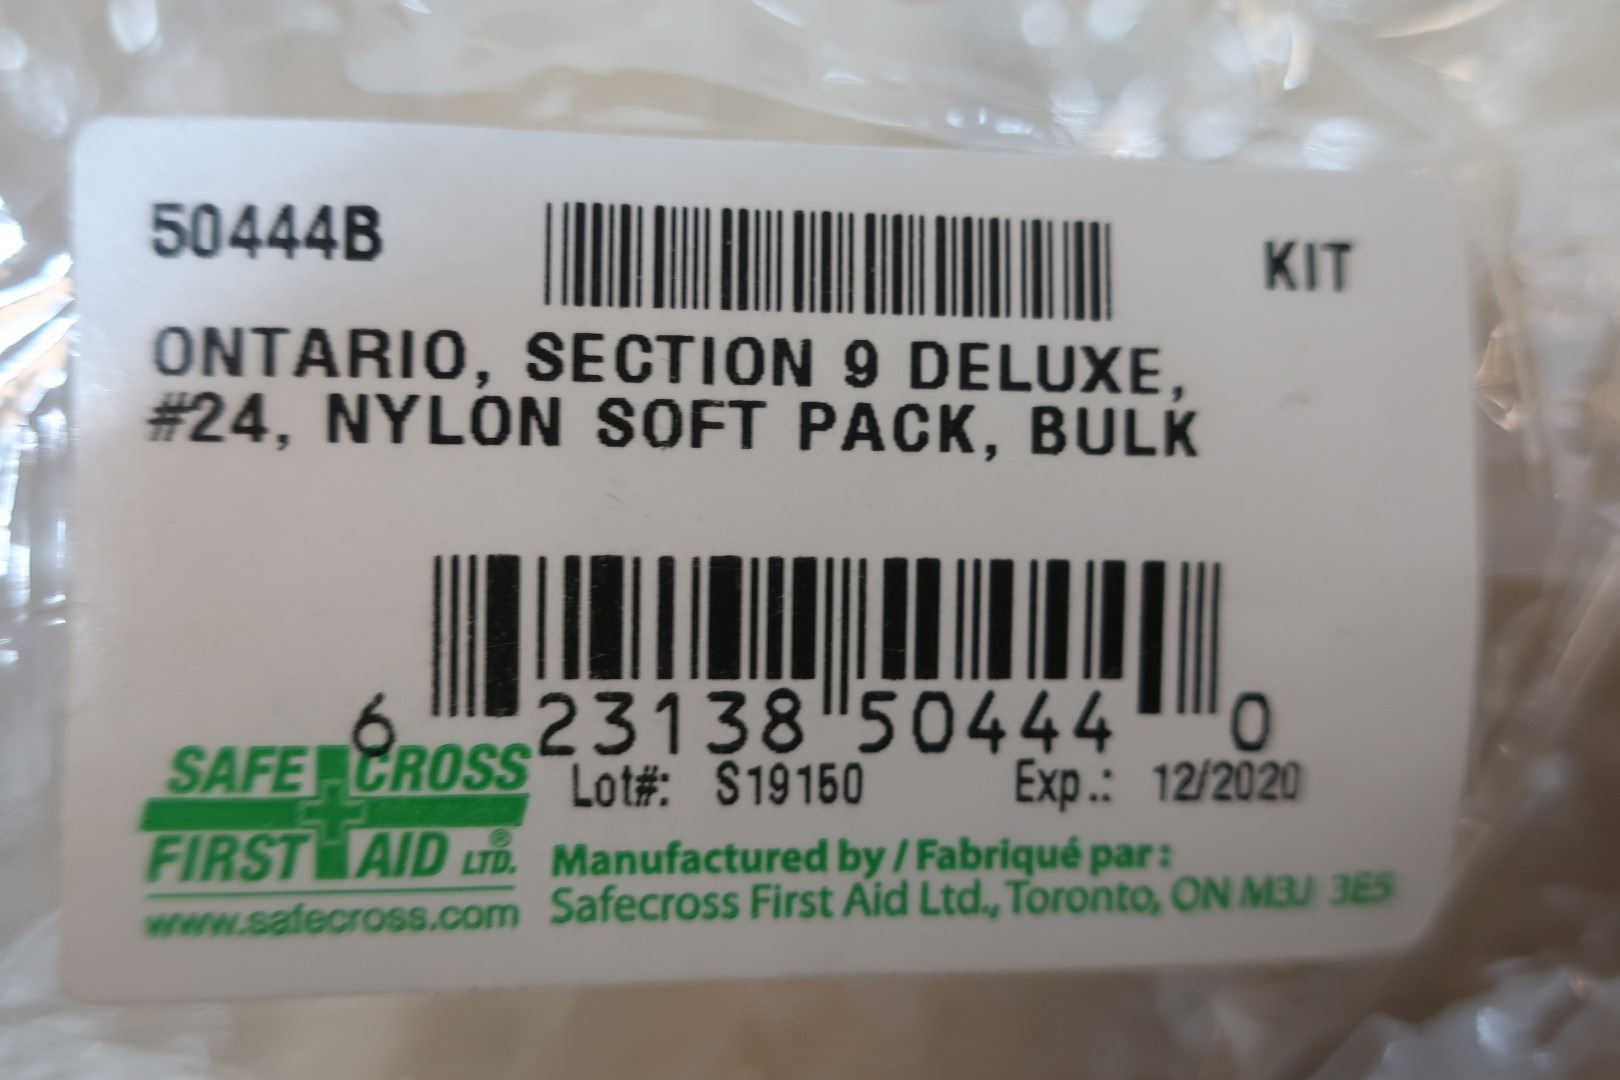 50444B
KIT
ONTARIO, SECTION 9 DELUXE,
#24, NYLON SOFT PACK, BULK
6 23138 50444 0
Lot#: S19150 Exp.: 12/2020
SAFE CROSS
FIRST AID LTD.®
www.safecross.com
Manufactured by / Fabriqué par :
Safecross First Aid Ltd., Toronto, ON M3J 3E5